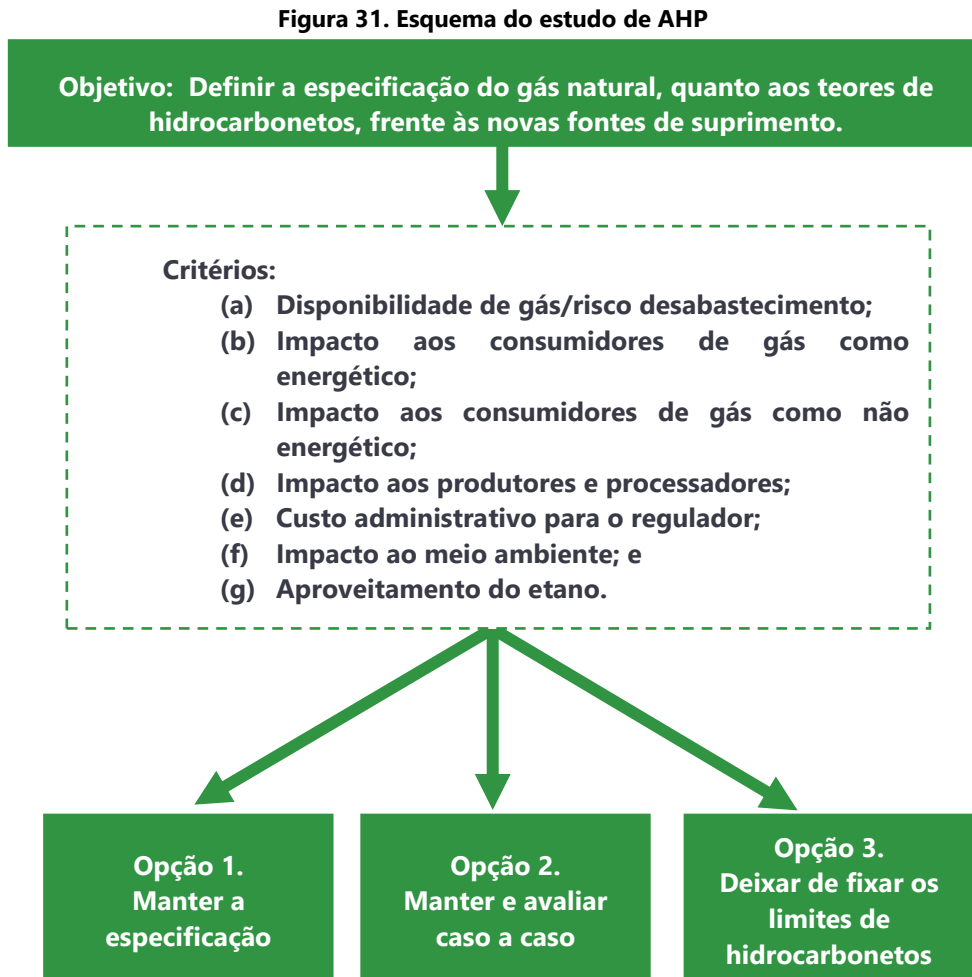 Figura 31. Esquema do estudo de AHP
Objetivo: Definir a especificação do gás natural, quanto aos teores de
hidrocarbonetos, frente às novas fontes de suprimento.
Critérios:
(a) Disponibilidade de gás/risco desabastecimento;
(b) Impacto aos consumidores de gás como
energético;
(c) Impacto aos consumidores de gás como não
energético;
(d) Impacto aos produtores e processadores;
(e) Custo administrativo para o regulador;
(f) Impacto ao meio ambiente; e
(g) Aproveitamento do etano.
Opção 1.
Manter a
especificação
Opção 2.
Manter e avaliar
caso a caso
Opção 3.
Deixar de fixar os
limites de
hidrocarbonetos